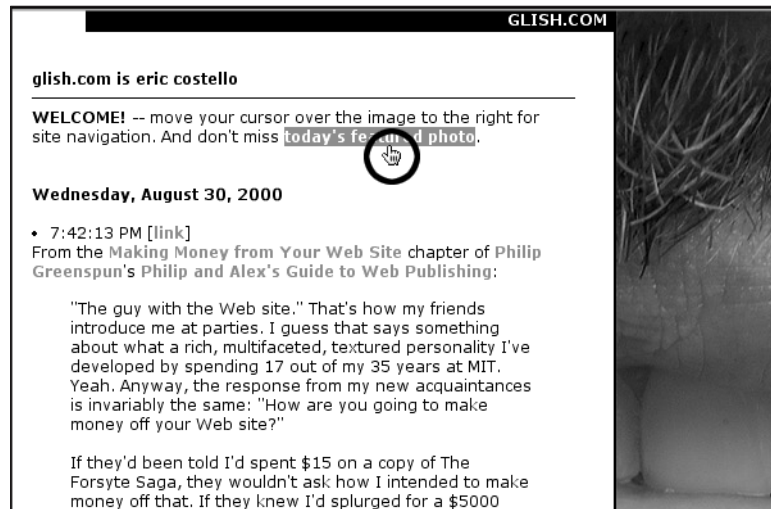 GLISH.COM
glish.com is eric costello
WELCOME! -- move your cursor over the image to the right for
site navigation. And don't miss today's featured photo.
Wednesday, August 30, 2000
• 7:42:13 PM [link]
From the Making Money from Your Web Site chapter of Philip
Greenspun's Philip and Alex's Guide to Web Publishing:
"The guy with the Web site." That's how my friends
introduce me at parties. I guess that says something
about what a rich, multifaceted, textured personality I've
developed by spending 17 out of my 35 years at MIT.
Yeah. Anyway, the response from my new acquaintances
is invariably the same: "How are you going to make
money off your Web site?"
If they'd been told I'd spent $15 on a copy of The
Forsyte Saga, they wouldn't ask how I intended to make
money off that. If they knew I'd splurged for a $5000